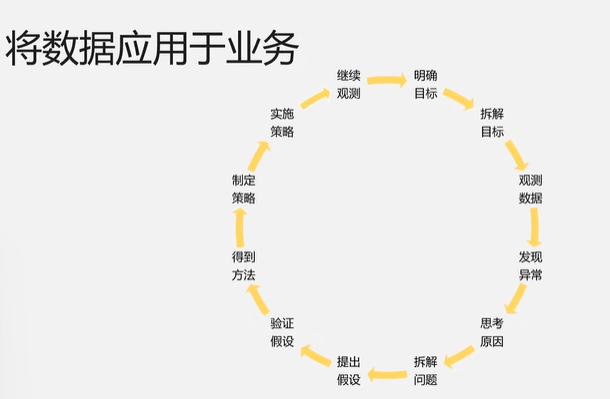 将数据应用于业务
继续
观测
明确
目标
拆解
目标
观测
数据
发现
异常
思考
原因
拆解
问题
提出
假设
验证
假设
得到
方法
制定
策略
实施
策略